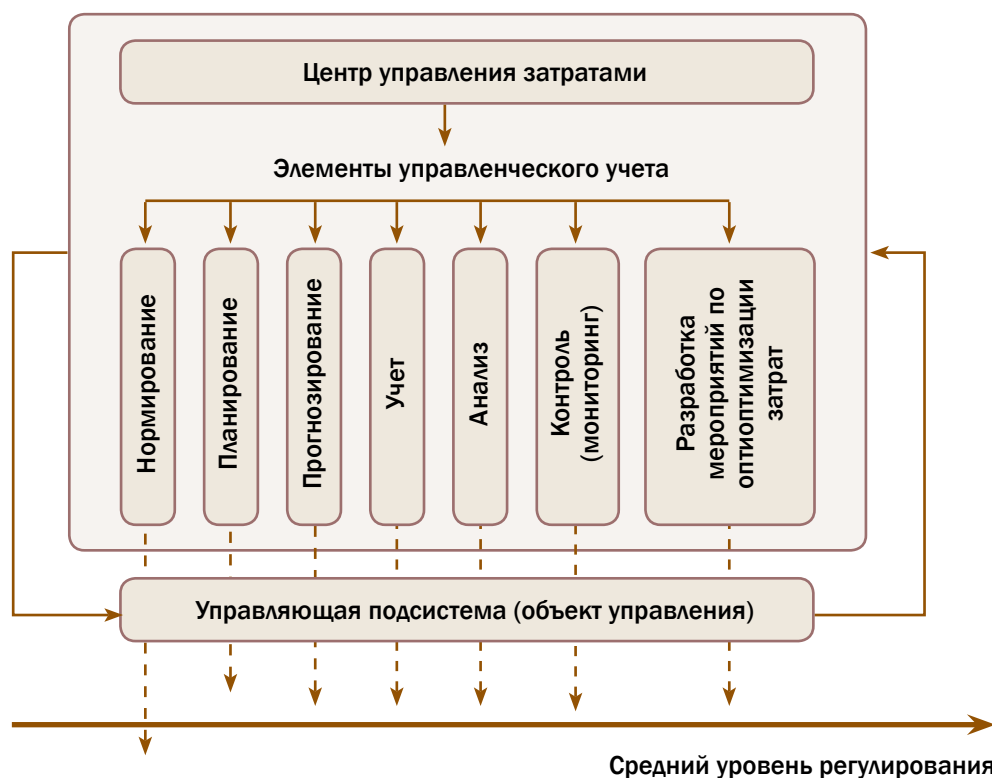 Центр управления затратами
Элементы управленческого учета
Нормирование
Планирование
Прогнозирование
Учет
Анализ
Контроль
(мониторинг)
Разработка
мероприятий по
оптиоптимизации
затрат
Управляющая подсистема (объект управления)
Средний уровень регулирования